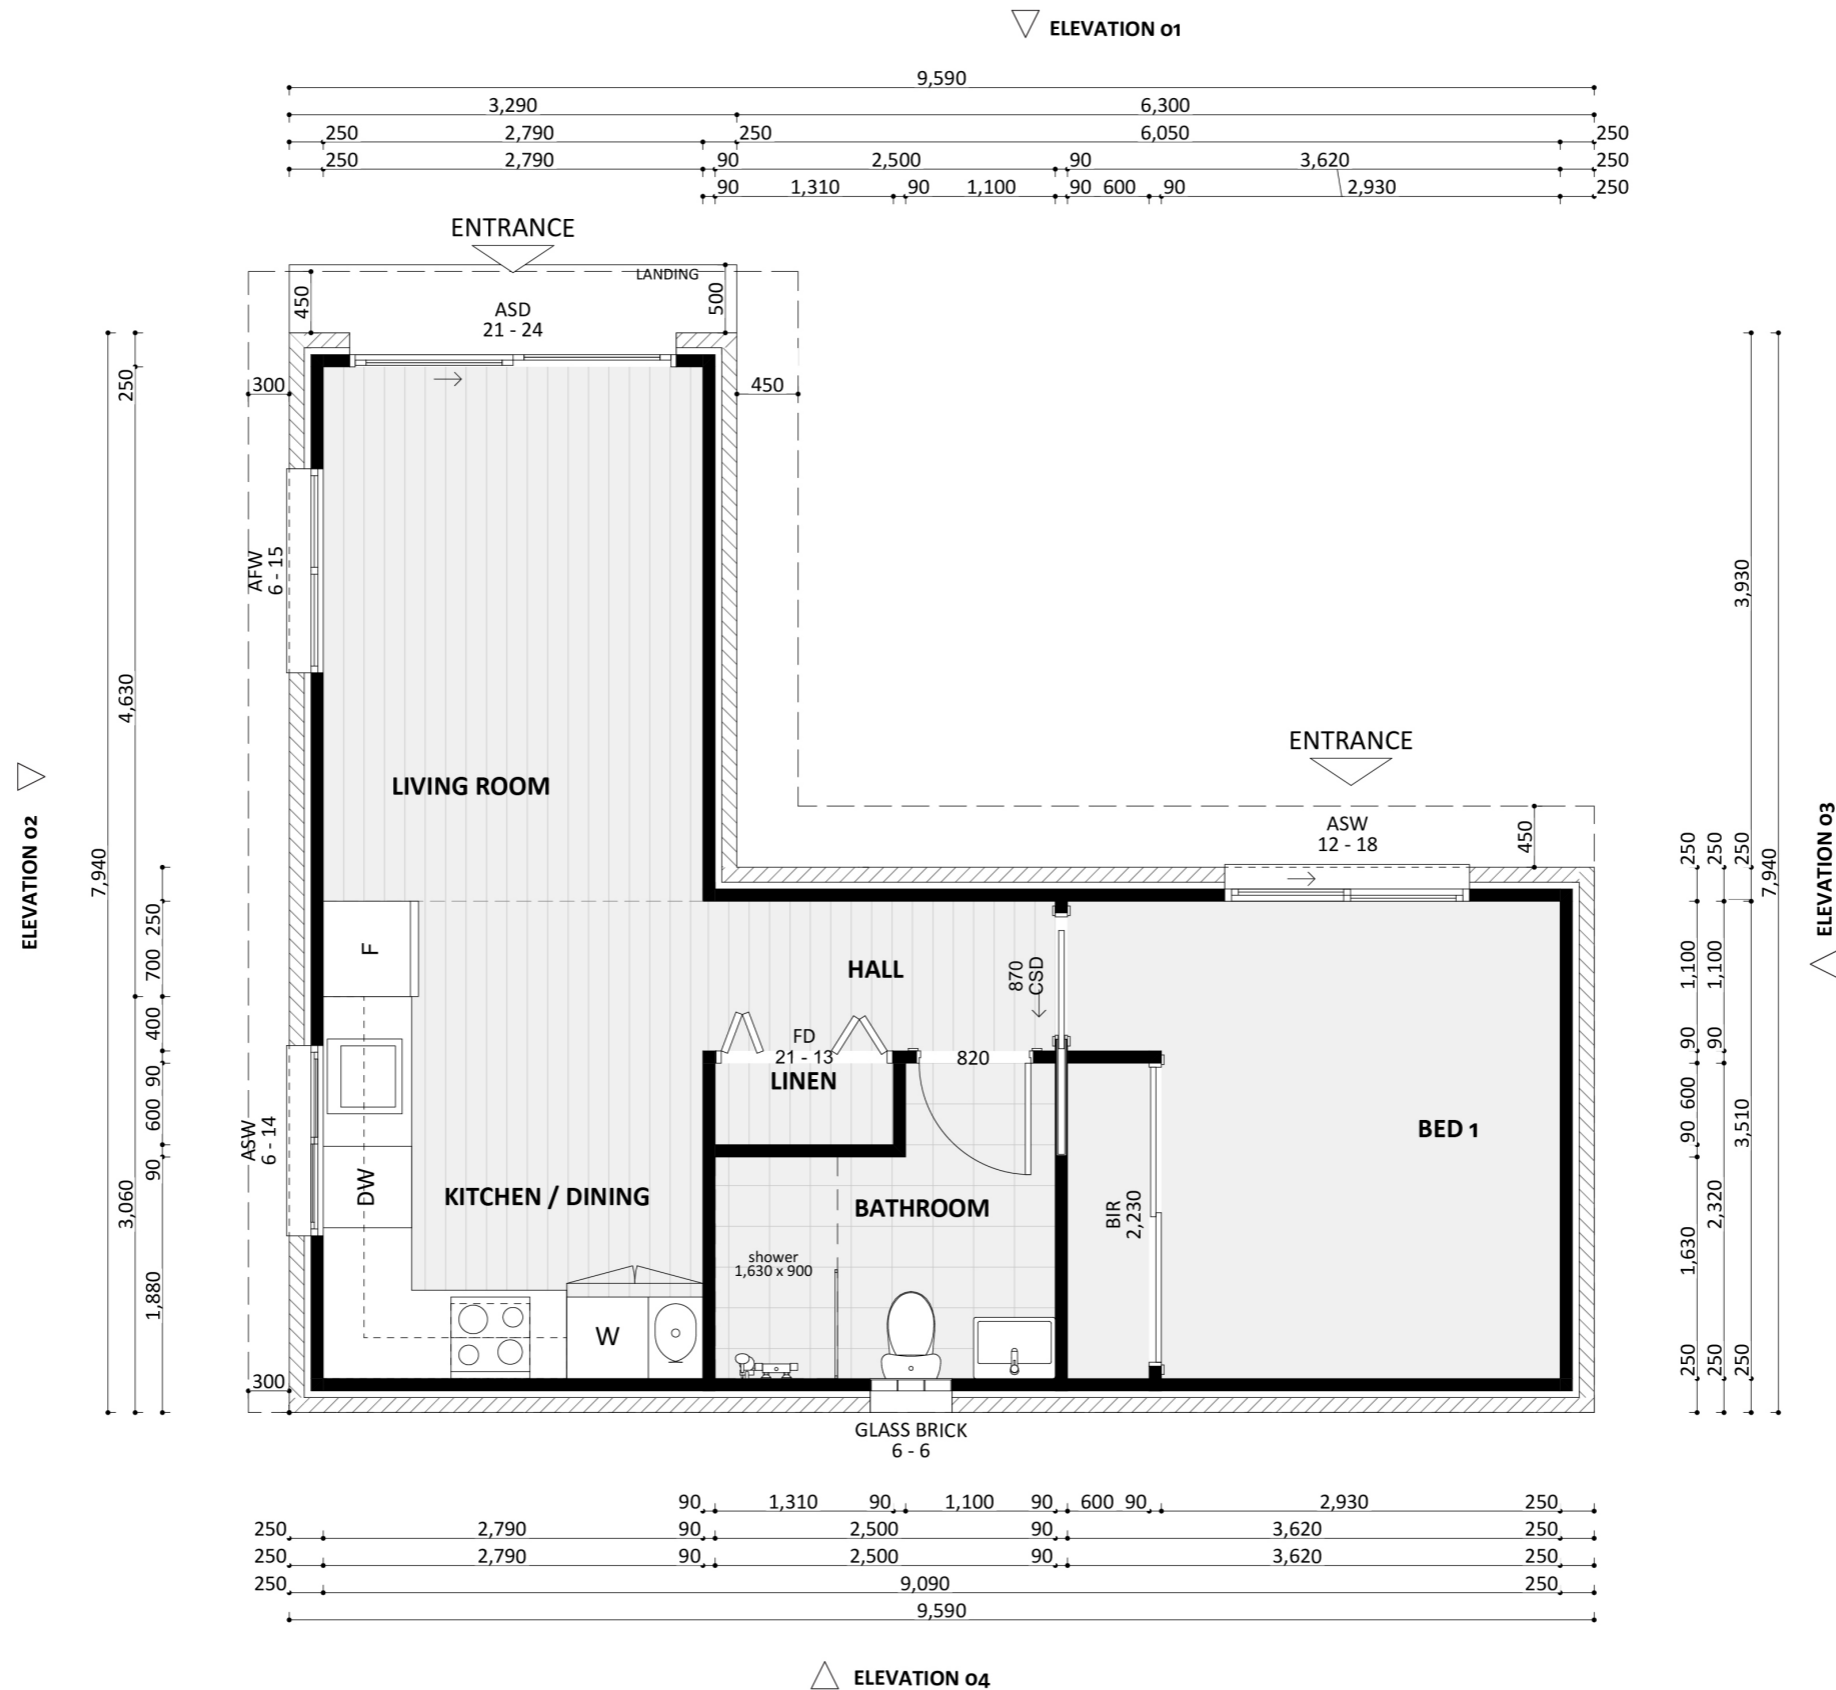 ELEVATION 01
9,590
3,290 6,300
250 2,790 250 6,050 250
250 2,790 90 2,500 90 3,620 250
90 1,310 90 1,100 90 600 90 2,930 250
ENTRANCE
LANDING
450
500
ASD
21 - 24
300
450
250
4,630
3,060
7,940
250
700
400
90
600
90
1,880
ELEVATION 02
AFW
6 - 15
LIVING ROOM
ENTRANCE
ASW
12 - 18
450
3,930
250
250
250
7,940
1,100
1,100
90
90
600
90
3,510
2,320
1,630
250
250
250
ELEVATION 03
F
HALL
870
CSD
FD
21 - 13
820
LINEN
ASW
6 - 14
DW
KITCHEN / DINING
BATHROOM
BED 1
BIR
2,230
shower
1,630 x 900
W
300
GLASS BRICK
6 - 6
90 1,310 90 1,100 90 600 90 2,930 250
250 2,790 90 2,500 90 3,620 250
250 2,790 90 2,500 90 3,620 250
250 9,090 250
9,590
ELEVATION 04